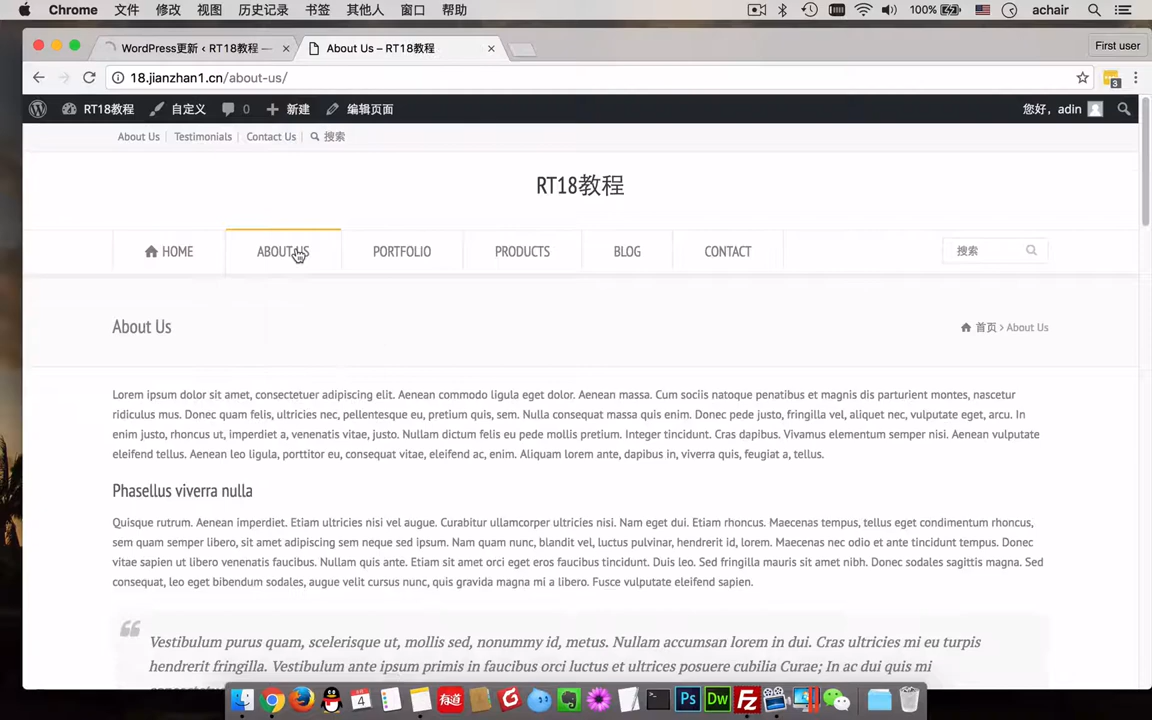 Chrome 文件 修改 视图 历史记录 书签 其他人 窗口 帮助 100% achair
WordPress更新 ‹ RT18教程 — About Us – RT18教程 First user
18.jianzhan1.cn/about-us/ 3
RT18教程 自定义 0 新建 编辑页面 您好，adin
About Us Testimonials Contact Us 搜索
RT18教程
HOME ABOUT US PORTFOLIO PRODUCTS BLOG CONTACT 搜索
About Us 首页 > About Us
Lorem ipsum dolor sit amet, consectetuer adipiscing elit. Aenean commodo ligula eget dolor. Aenean massa. Cum sociis natoque penatibus et magnis dis parturient montes, nascetur
ridiculus mus. Donec quam felis, ultricies nec, pellentesque eu, pretium quis, sem. Nulla consequat massa quis enim. Donec pede justo, fringilla vel, aliquet nec, vulputate eget, arcu. In
enim justo, rhoncus ut, imperdiet a, venenatis vitae, justo. Nullam dictum felis eu pede mollis pretium. Integer tincidunt. Cras dapibus. Vivamus elementum semper nisi. Aenean vulputate
eleifend tellus. Aenean leo ligula, porttitor eu, consequat vitae, eleifend ac, enim. Aliquam lorem ante, dapibus in, viverra quis, feugiat a, tellus.
Phasellus viverra nulla
Quisque rutrum. Aenean imperdiet. Etiam ultricies nisi vel augue. Curabitur ullamcorper ultricies nisi. Nam eget dui. Etiam rhoncus. Maecenas tempus, tellus eget condimentum rhoncus,
sem quam semper libero, sit amet adipiscing sem neque sed ipsum. Nam quam nunc, blandit vel, luctus pulvinar, hendrerit id, lorem. Maecenas nec odio et ante tincidunt tempus. Donec
vitae sapien ut libero venenatis faucibus. Nullam quis ante. Etiam sit amet orci eget eros faucibus tincidunt. Duis leo. Sed fringilla mauris sit amet nibh. Donec sodales sagittis magna. Sed
consequat, leo eget bibendum sodales, augue velit cursus nunc, quis gravida magna mi a libero. Fusce vulputate eleifend sapien.
Vestibulum purus quam, scelerisque ut, mollis sed, nonummy id, metus. Nullam accumsan lorem in dui. Cras ultricies mi eu turpis
hendrerit fringilla. Vestibulum ante ipsum primis in faucibus orci luctus et ultrices posuere cubilia Curae; In ac dui quis mi
4 有道 Ps Dw Fz